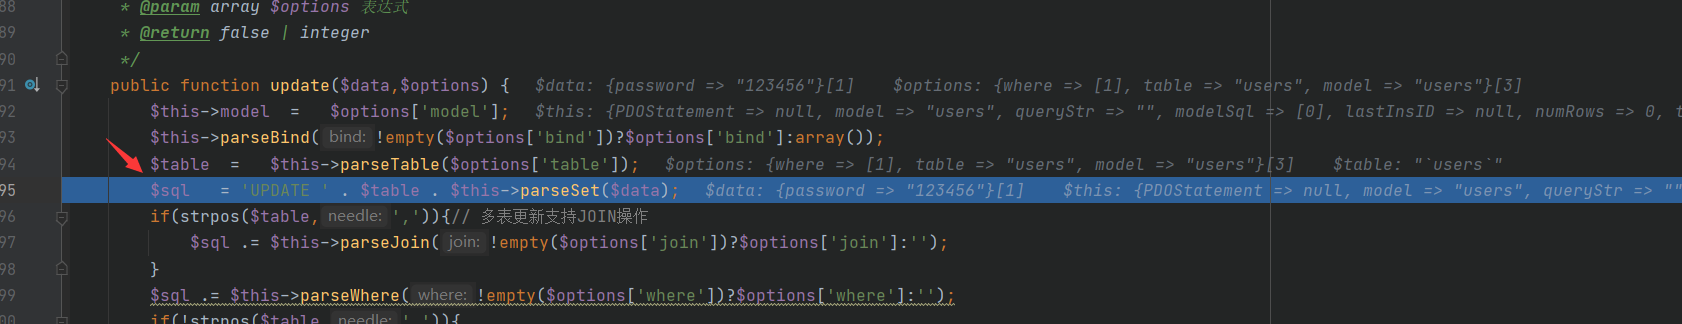 88 * @param array $options 表达式
89 * @return false | integer
90 */
91 public function update($data,$options) { $data: {password => "123456"}[1] $options: {where => [1], table => "users", model => "users"}[3]
92 $this->model = $options['model']; $this: {PDOStatement => null, model => "users", queryStr => "", modelSql => [0], lastInsID => null, numRows => 0, t
93 $this->parseBind( bind: !empty($options['bind'])?$options['bind']:array());
94 $table = $this->parseTable($options['table']); $options: {where => [1], table => "users", model => "users"}[3] $table: "`users`"
95 $sql = 'UPDATE ' . $table . $this->parseSet($data); $data: {password => "123456"}[1] $this: {PDOStatement => null, model => "users", queryStr => ""
96 if(strpos($table, needle: ',')){// 多表更新支持JOIN操作
97 $sql .= $this->parseJoin( join: !empty($options['join'])?$options['join']:'');
98 }
99 $sql .= $this->parseWhere( where: !empty($options['where'])?$options['where']:'');
00 if(!strpos($table, needle: ',')){